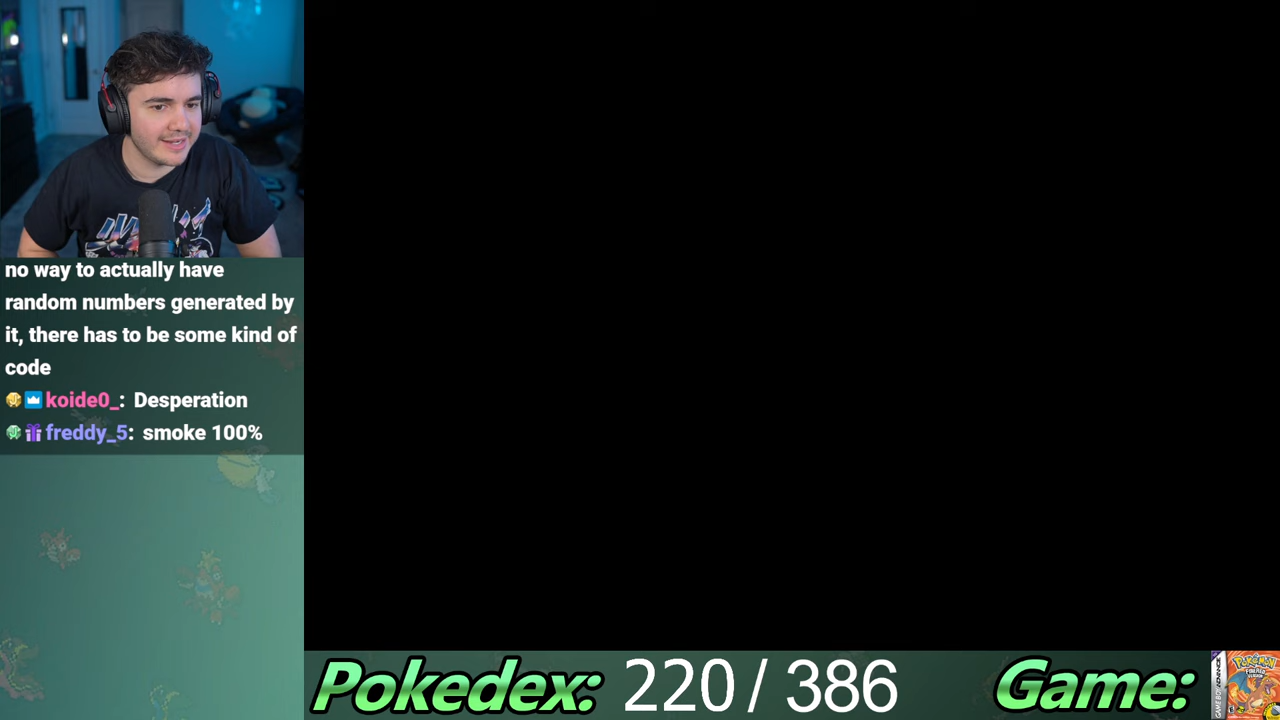 no way to actually have
random numbers generated by
it, there has to be some kind of
code
koide0_: Desperation
freddy_5: smoke 100%
Pokedex: 220 / 386 Game:
POKÉMON